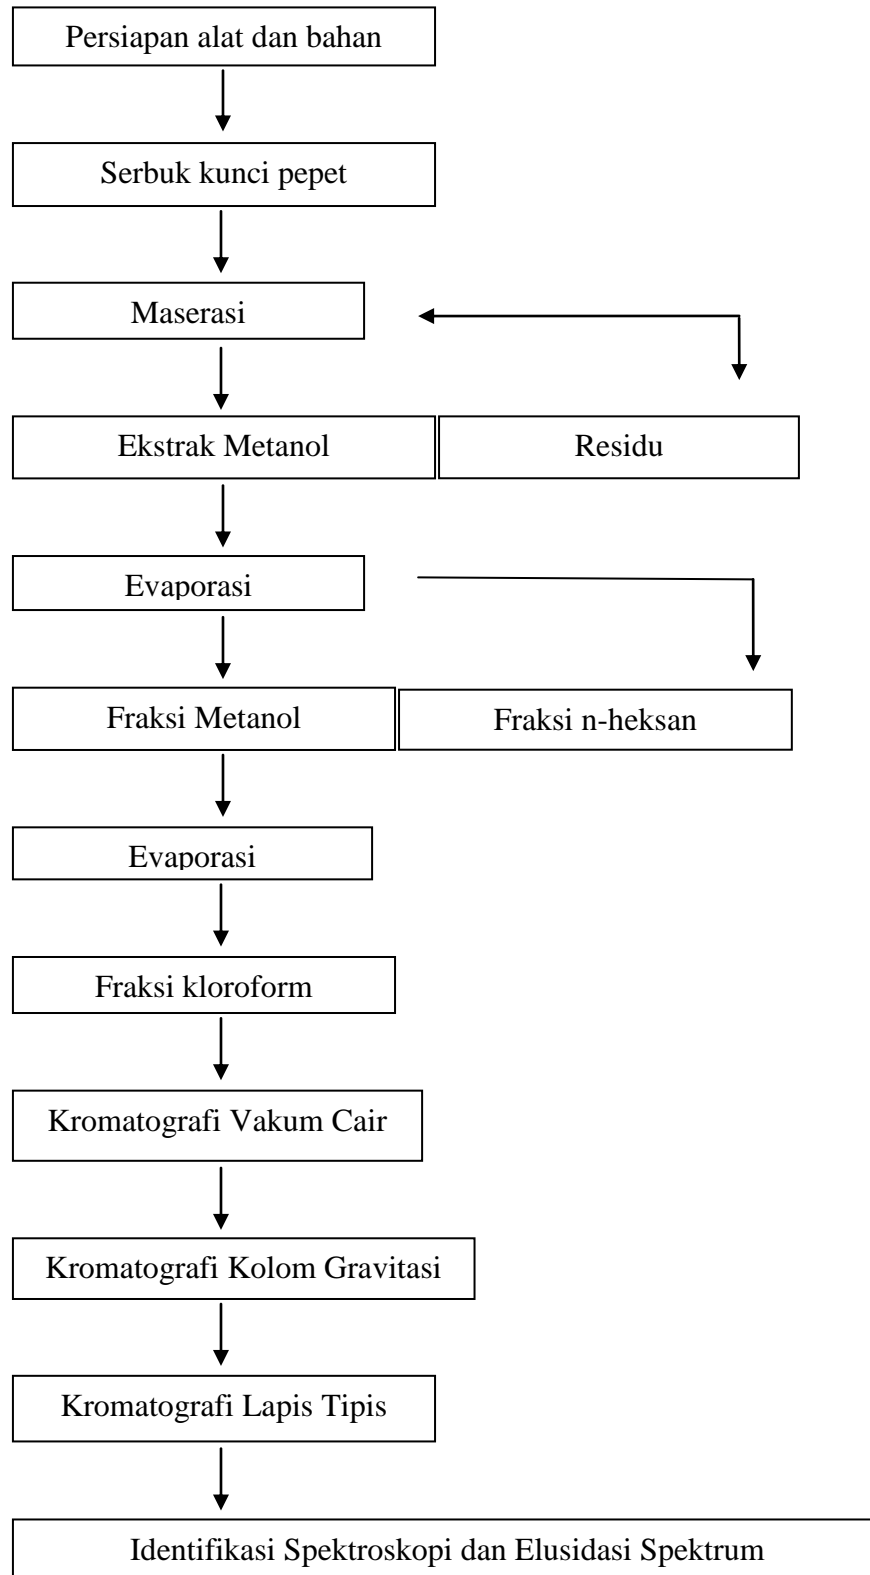 Persiapan alat dan bahan
Serbuk kunci pepet
Maserasi
Ekstrak Metanol
Residu
Evaporasi
Fraksi Metanol
Fraksi n-heksan
Evaporasi
Fraksi kloroform
Kromatografi Vakum Cair
Kromatografi Kolom Gravitasi
Kromatografi Lapis Tipis
Identifikasi Spektroskopi dan Elusidasi Spektrum